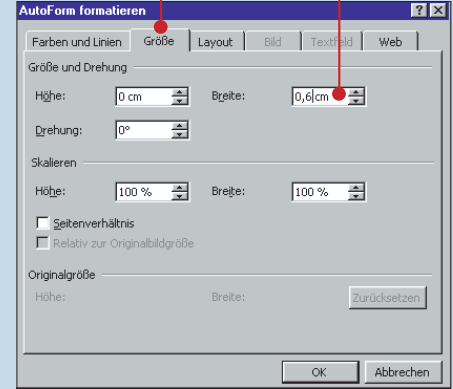 AutoForm formatieren
Farben und Linien Größe Layout Bild Textfeld Web
Größe und Drehung
Höhe: 0 cm Breite: 0,6 cm
Drehung: 0°
Skalieren
Höhe: 100 % Breite: 100 %
Seitenverhältnis
Relativ zur Originalbildgröße
Originalgröße
Höhe: Breite: Zurücksetzen
OK Abbrechen